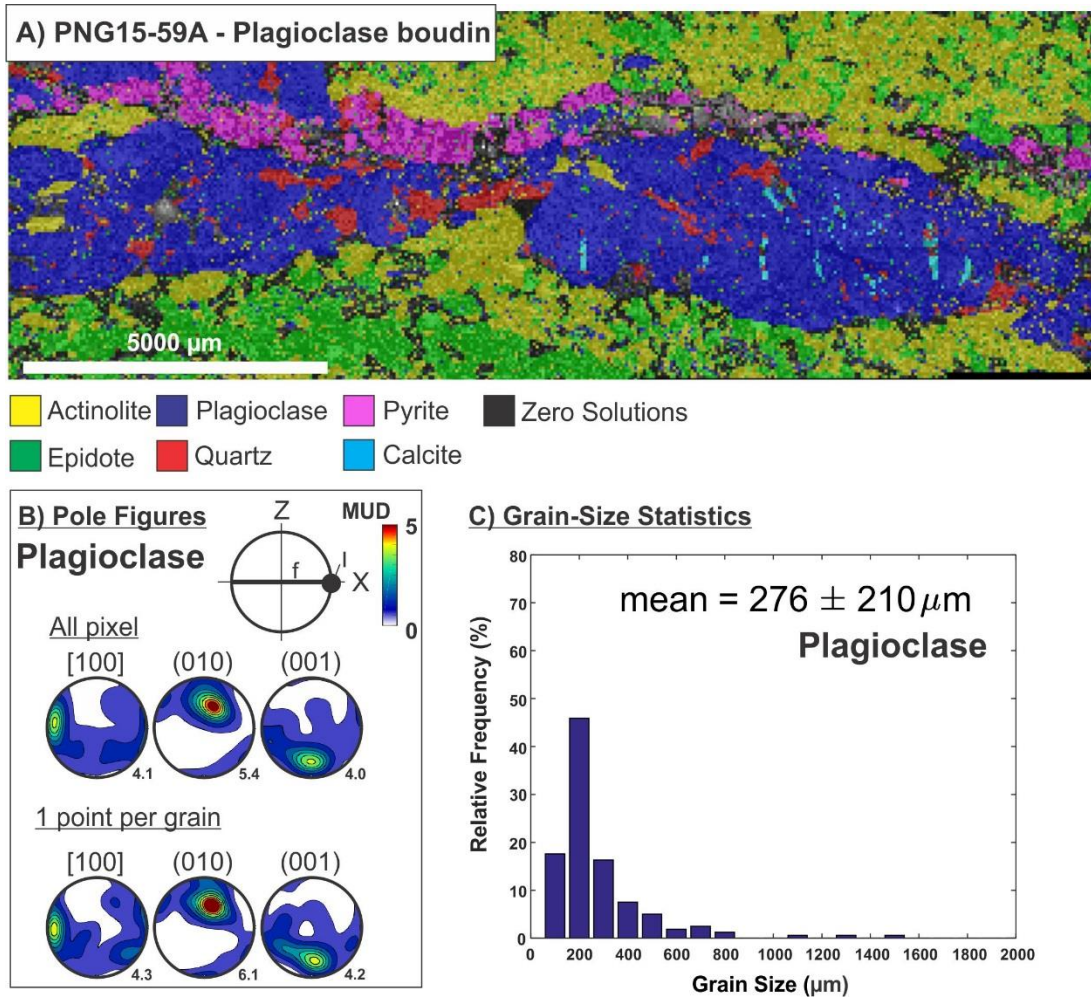 A) PNG15-59A - Plagioclase boudin
5000 µm
Actinolite Plagioclase Pyrite Zero Solutions
Epidote Quartz Calcite
B) Pole Figures
Plagioclase
Z
f
l
X
MUD
5
0
All pixel
[100] (010) (001)
4.1 5.4 4.0
1 point per grain
[100] (010) (001)
4.3 6.1 4.2
C) Grain-Size Statistics
mean = 276 ± 210 µm
Plagioclase
Relative Frequency (%)
80
70
60
50
40
30
20
10
0
0 200 400 600 800 1000 1200 1400 1600 1800 2000
Grain Size (µm)